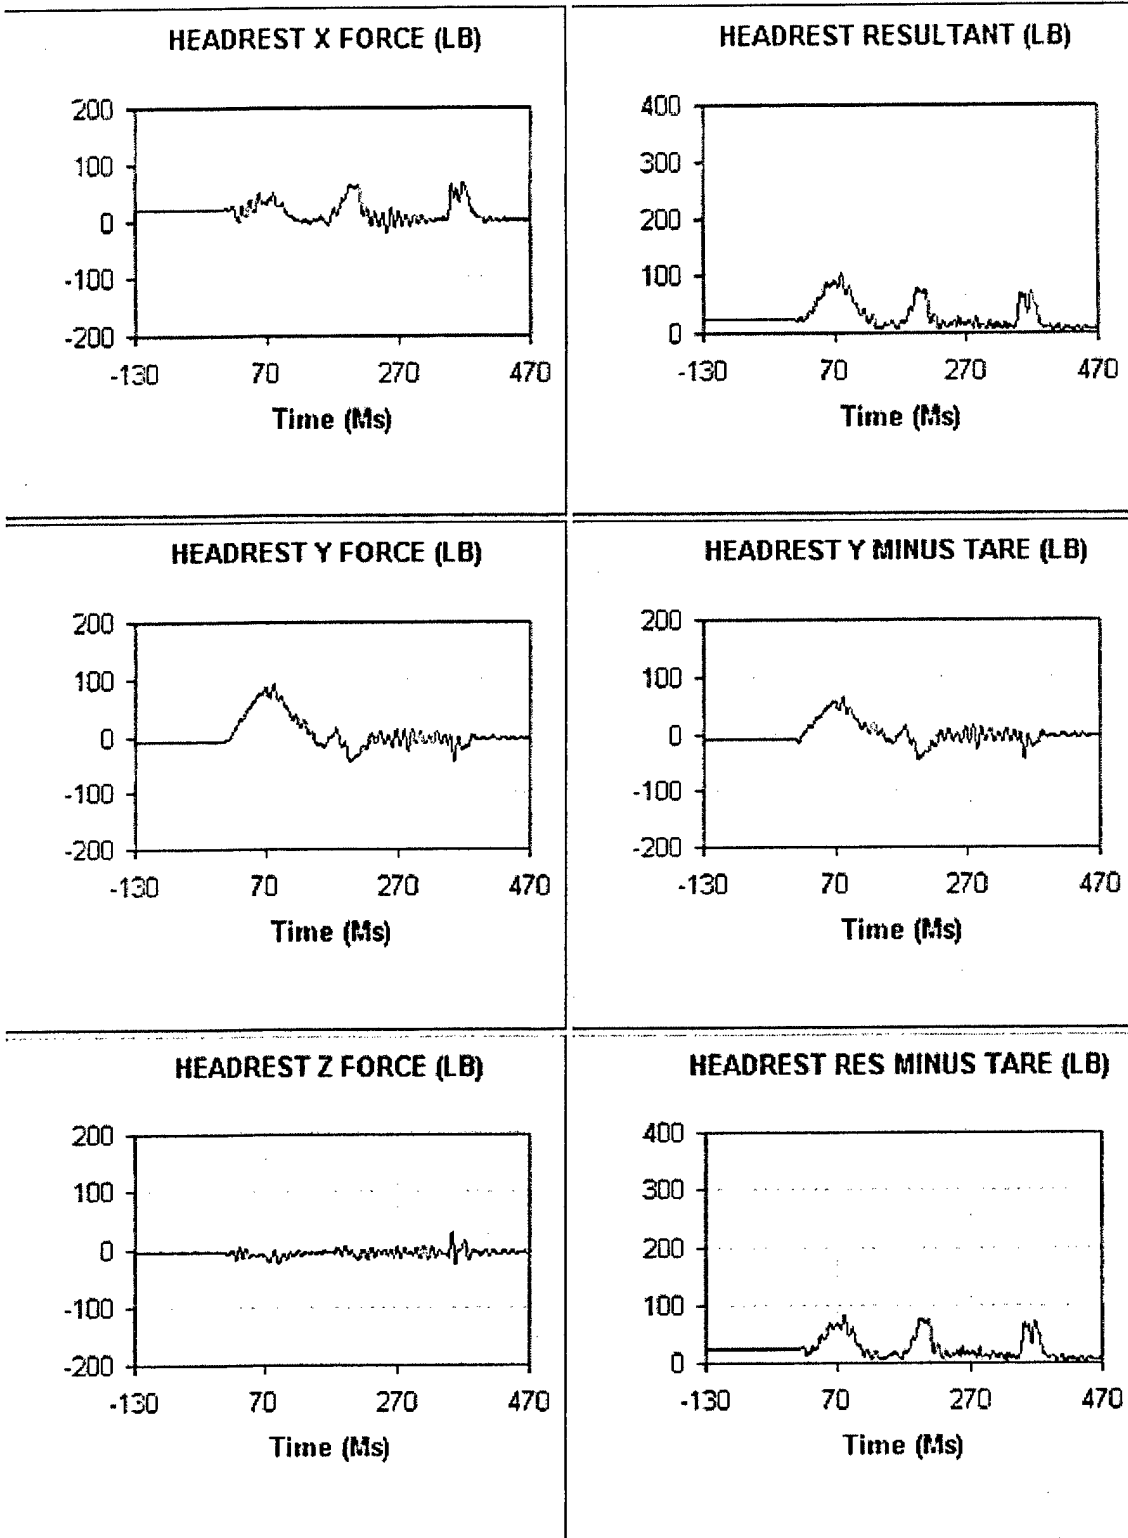 HEADREST X FORCE (LB)
200
100
0
-100
-200
-130 70 270 470
Time (Ms)
HEADREST RESULTANT (LB)
400
300
200
100
0
-130 70 270 470
Time (Ms)
HEADREST Y FORCE (LB)
200
100
0
-100
-200
-130 70 270 470
Time (Ms)
HEADREST Y MINUS TARE (LB)
200
100
0
-100
-200
-130 70 270 470
Time (Ms)
HEADREST Z FORCE (LB)
200
100
0
-100
-200
-130 70 270 470
Time (Ms)
HEADREST RES MINUS TARE (LB)
400
300
200
100
0
-130 70 270 470
Time (Ms)